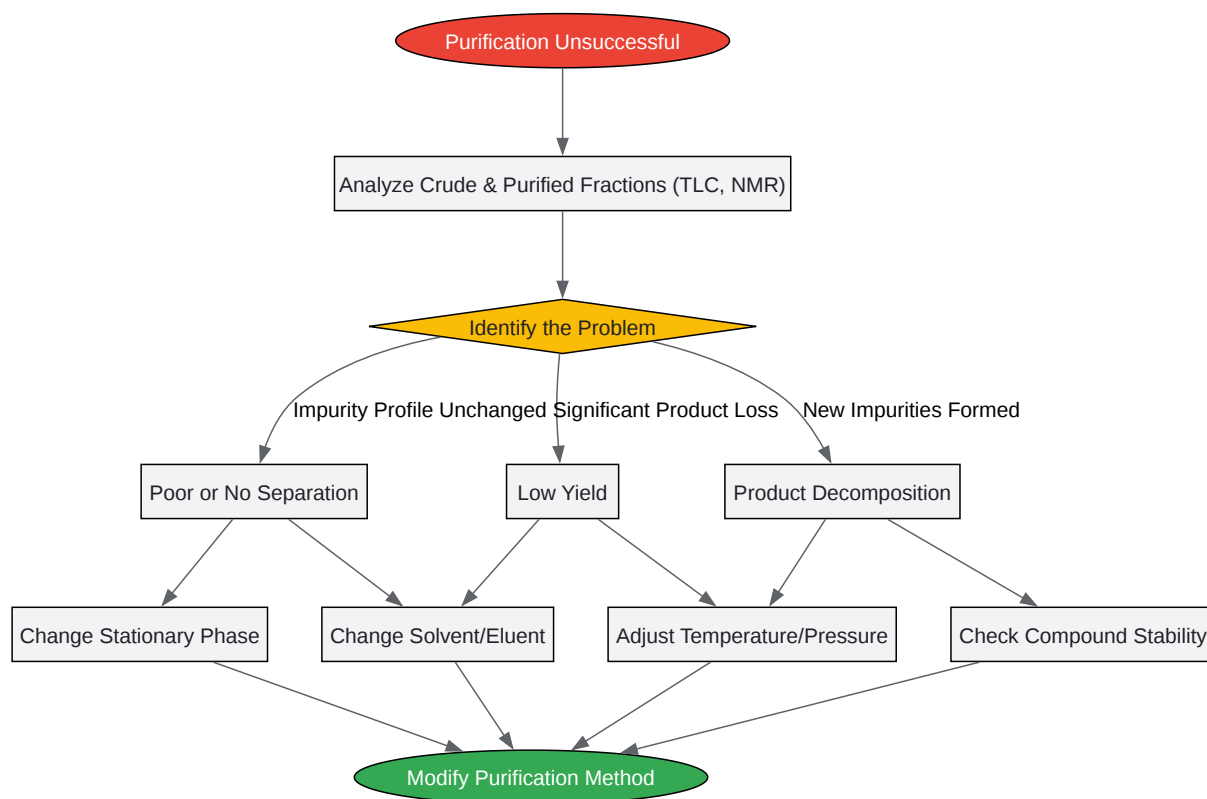 Purification Unsuccessful
Analyze Crude & Purified Fractions (TLC, NMR)
Identify the Problem
Impurity Profile Unchanged
Significant Product Loss
New Impurities Formed
Poor or No Separation
Low Yield
Product Decomposition
Change Stationary Phase
Change Solvent/Eluent
Adjust Temperature/Pressure
Check Compound Stability
Modify Purification Method